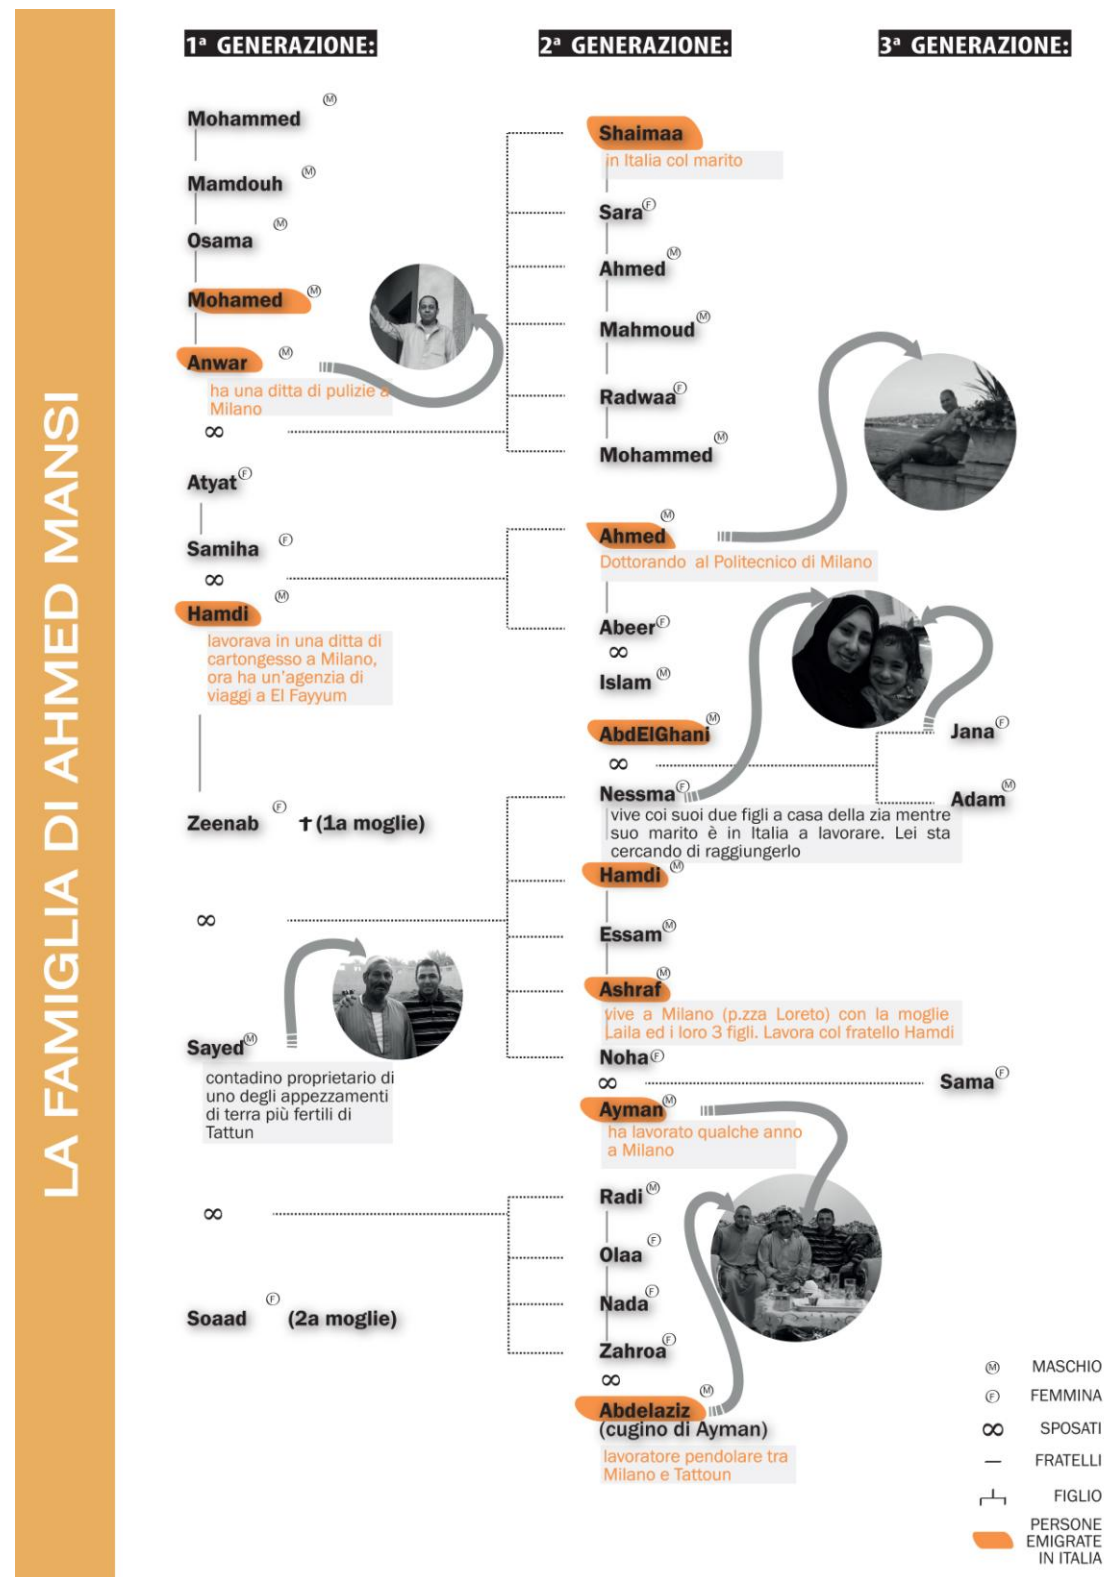 LA FAMIGLIA DI AHMED MANSI
1ª GENERAZIONE:
Mohammed Ⓜ
Mamdouh Ⓜ
Osama Ⓜ
Mohamed Ⓜ
Anwar Ⓜ
ha una ditta di pulizie a
Milano
∞
Atyat Ⓕ
Samiha Ⓕ
∞
Hamdi Ⓜ
lavorava in una ditta di
cartongesso a Milano,
ora ha un'agenzia di
viaggi a El Fayyum
Zeenab Ⓕ ✝(1a moglie)
∞
Sayed Ⓜ
contadino proprietario di
uno degli appezzamenti
di terra più fertili di
Tattun
∞
Soaad Ⓕ (2a moglie)
2ª GENERAZIONE:
Shaimaa
in Italia col marito
Sara Ⓕ
Ahmed Ⓜ
Mahmoud Ⓜ
Radwaa Ⓕ
Mohammed Ⓜ
Ahmed Ⓜ
Dottorando al Politecnico di Milano
Abeer Ⓕ
∞
Islam Ⓜ
AbdElGhani Ⓜ
∞
Nessma Ⓕ
vive coi suoi due figli a casa della zia mentre
suo marito è in Italia a lavorare. Lei sta
cercando di raggiungerlo
Hamdi Ⓜ
Essam Ⓜ
Ashraf Ⓜ
vive a Milano (p.zza Loreto) con la moglie
Laila ed i loro 3 figli. Lavora col fratello Hamdi
Noha Ⓕ
∞
Ayman Ⓜ
ha lavorato qualche anno
a Milano
Radi Ⓜ
Olaa Ⓕ
Nada Ⓕ
Zahroa Ⓕ
∞
Abdelaziz Ⓜ
(cugino di Ayman)
lavoratore pendolare tra
Milano e Tattoun
3ª GENERAZIONE:
Jana Ⓕ
Adam Ⓜ
Sama Ⓕ
Ⓜ MASCHIO
Ⓕ FEMMINA
∞ SPOSATI
— FRATELLI
FIGLIO
PERSONE
EMIGRATE
IN ITALIA